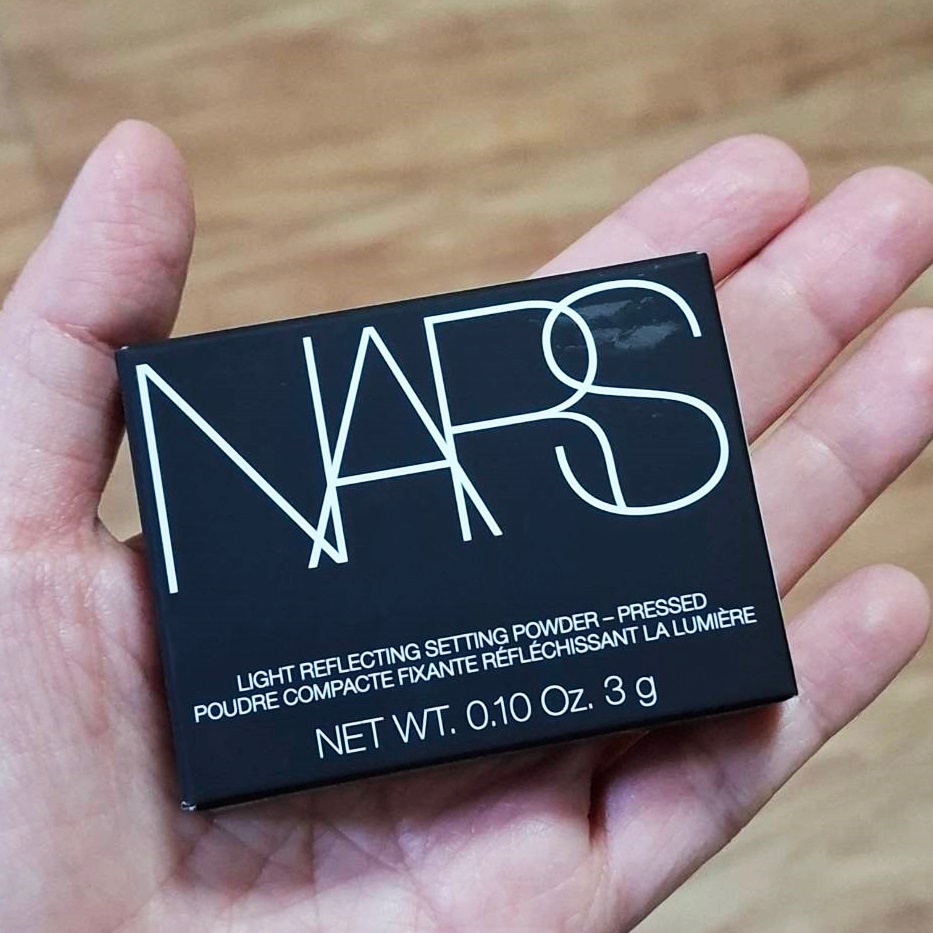 NARS
LIGHT REFLECTING SETTING POWDER – PRESSED
POUDRE COMPACTE FIXANTE RÉFLÉCHISSANT LA LUMIÈRE
NET WT. 0.10 Oz. 3 g